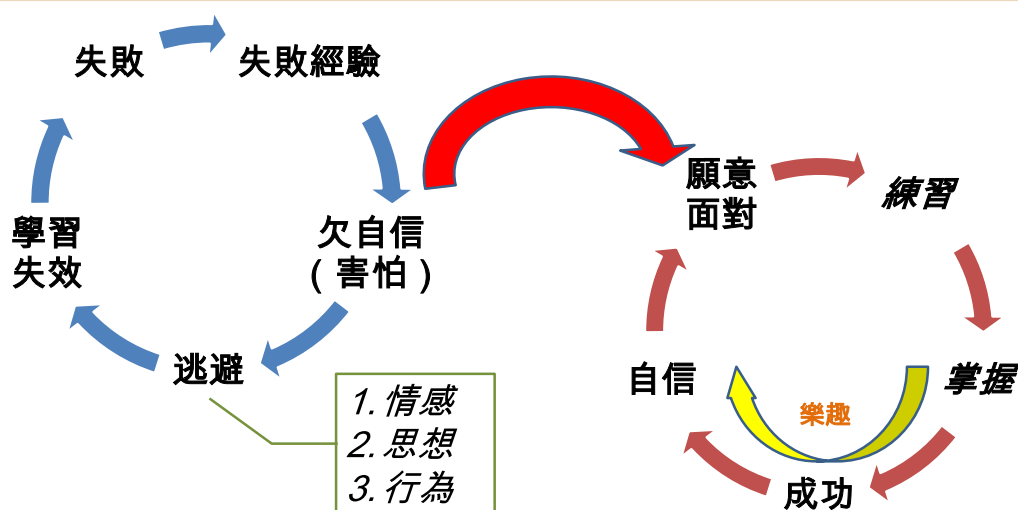 失敗
失敗經驗
欠自信
（害怕）
逃避
學習
失效
1. 情感
2. 思想
3. 行為
願意
面對
練習
掌握
成功
自信
樂趣